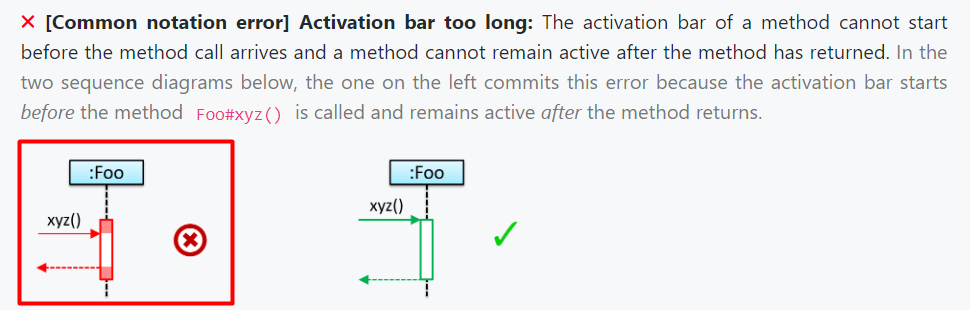 ✕ [Common notation error] Activation bar too long: The activation bar of a method cannot start
before the method call arrives and a method cannot remain active after the method has returned. In the
two sequence diagrams below, the one on the left commits this error because the activation bar starts
before the method Foo#xyz() is called and remains active after the method returns.
:Foo
xyz()
:Foo
xyz()